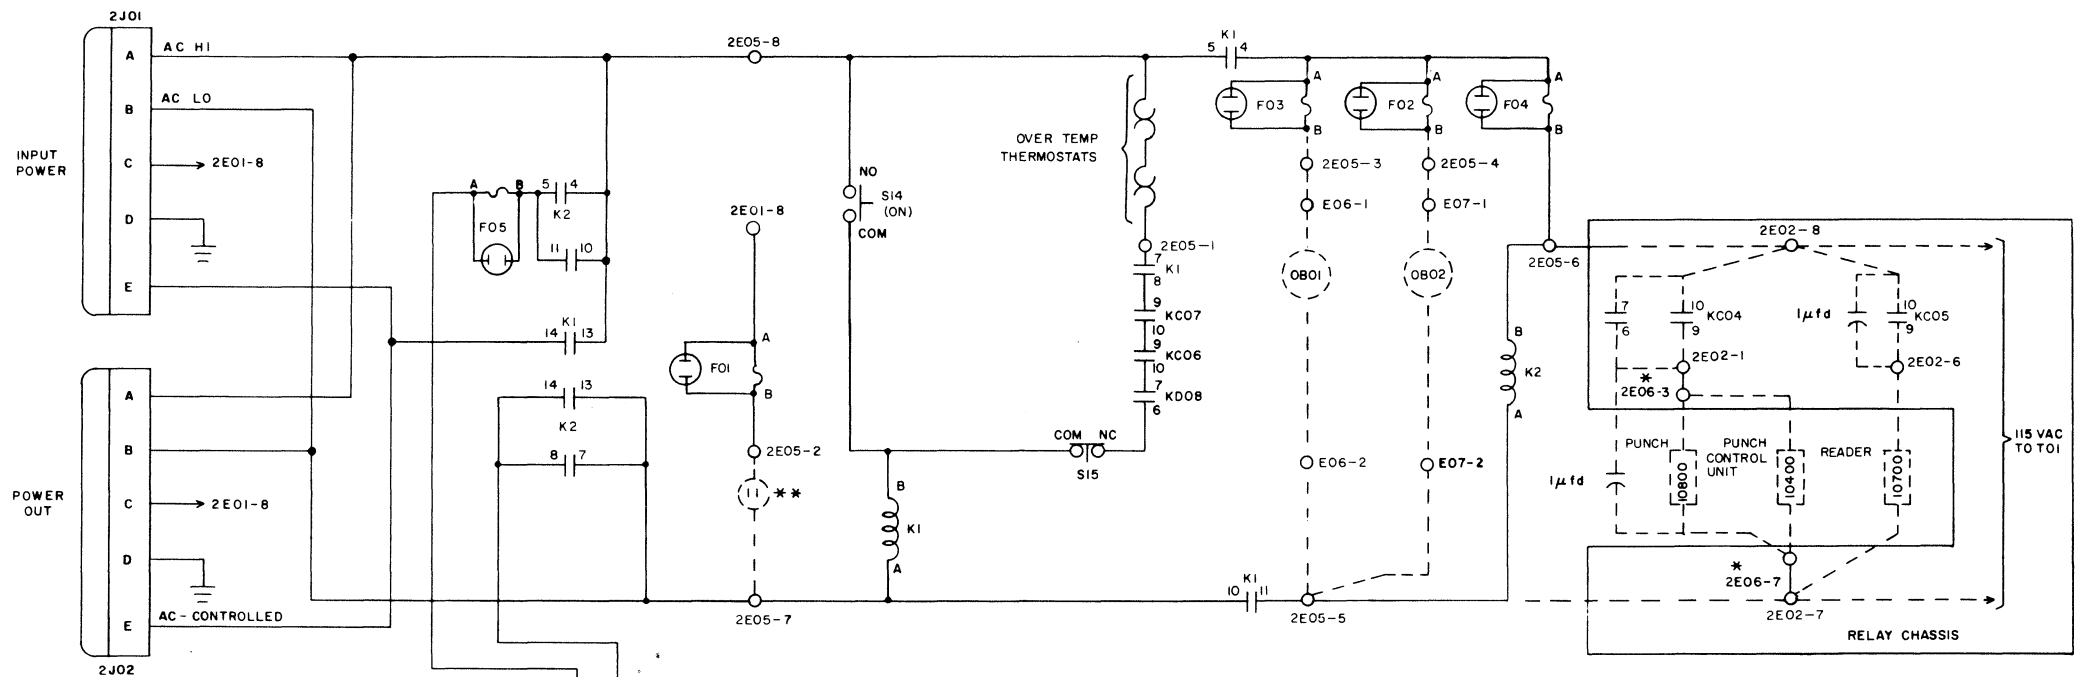 2J01
INPUT
POWER
A
AC HI
B
AC LO
C
2E01-8
D
E
POWER
OUT
A
B
C
2E01-8
D
E
AC-CONTROLLED
2J02
A
B
5
4
K2
F05
11
10
K1
14
13
14
13
K2
8
7
2E05-8
2E01-8
A
F01
B
2E05-2
11
**
2E05-7
NO
S14
(ON)
COM
B
K1
A
OVER TEMP
THERMOSTATS
2E05-1
7
K1
8
9
KC07
10
9
KC06
10
7
KD08
6
COM NC
S15
K1
5
4
A
F03
B
2E05-3
E06-1
OB01
E06-2
K1
10
11
2E05-5
A
F02
B
2E05-4
E07-1
OB02
E07-2
A
F04
B
2E05-6
B
K2
A
2E02-8
7
6
10
KC04
9
1µfd
10
KC05
9
2E02-1
2E02-6
*
2E06-3
PUNCH
PUNCH
CONTROL
UNIT
READER
1µfd
10800
10400
10700
*
2E06-7
2E02-7
115 VAC
TO T01
RELAY CHASSIS